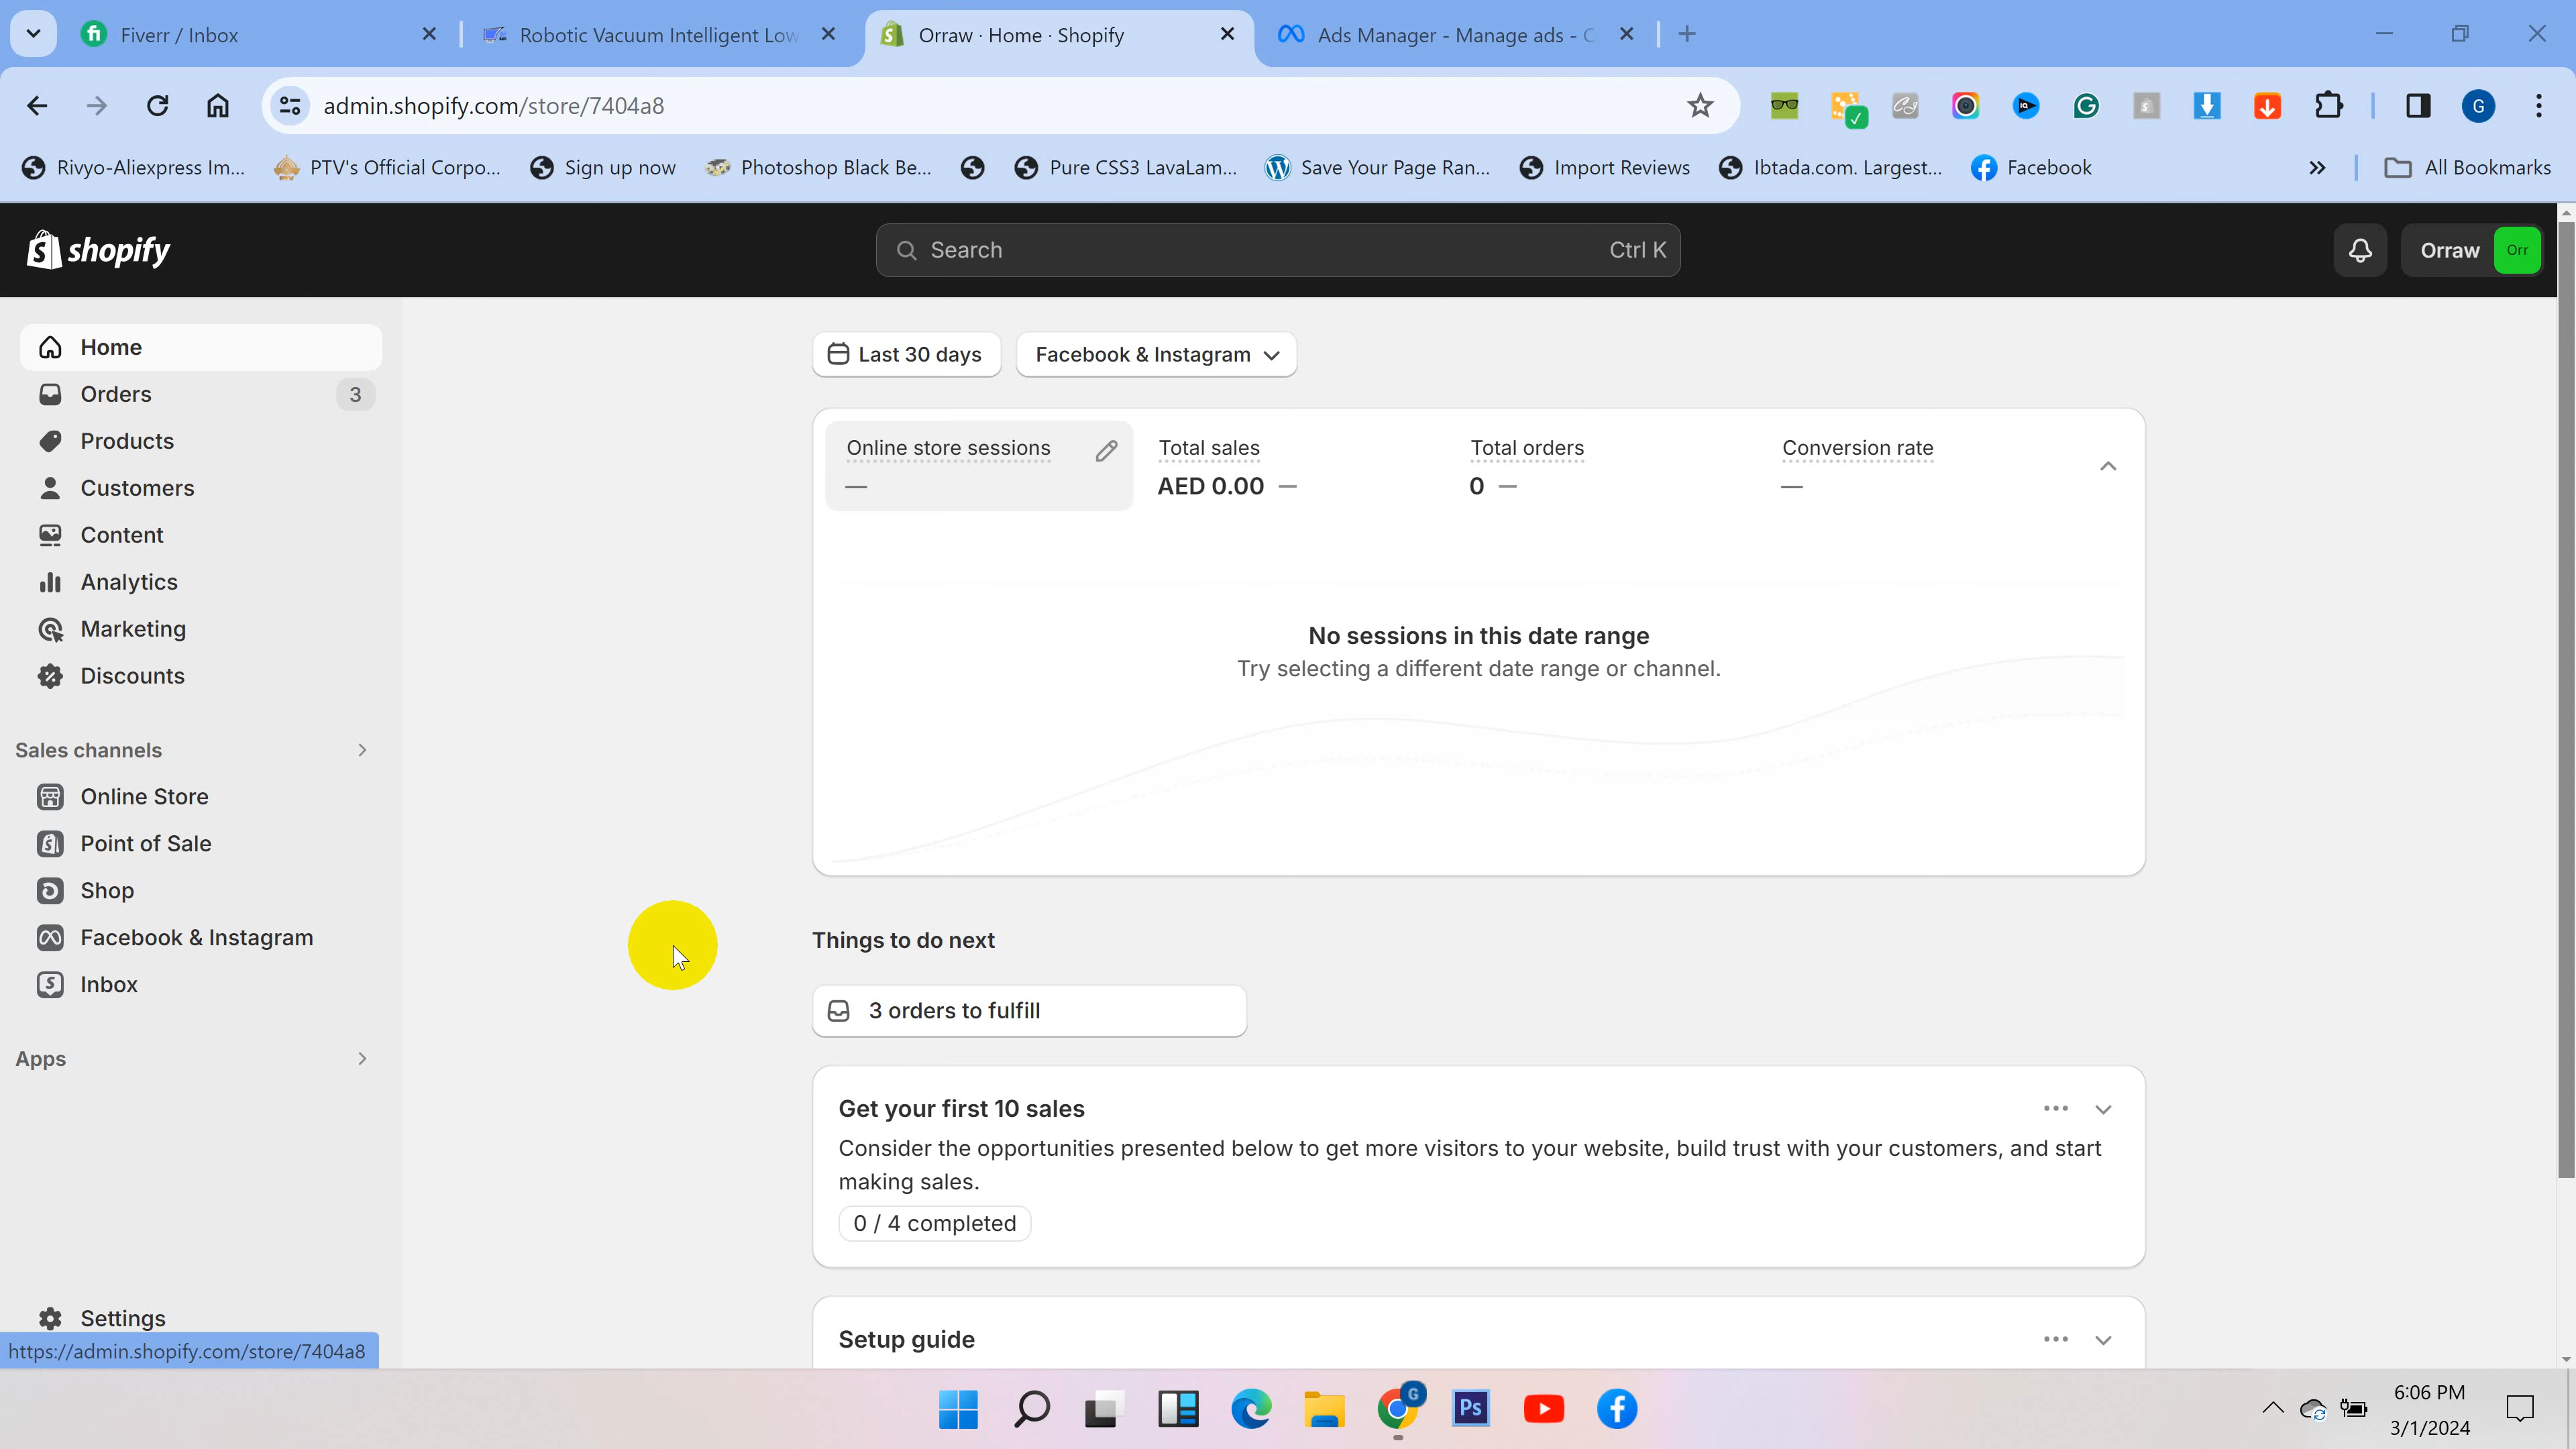 Fiverr / Inbox
Robotic Vacuum Intelligent Low
Orraw · Home · Shopify
Ads Manager - Manage ads - C
admin.shopify.com/store/7404a8
G
Rivyo-Aliexpress Im...
PTV's Official Corpo...
Sign up now
Photoshop Black Be...
Pure CSS3 LavaLam...
Save Your Page Ran...
Import Reviews
Ibtada.com. Largest...
Facebook
All Bookmarks
shopify
Search
Ctrl K
Orraw
Orr
Home
Orders
3
Products
Customers
Content
Analytics
Marketing
Discounts
Sales channels
Online Store
Point of Sale
Shop
Facebook & Instagram
Inbox
Apps
Settings
https://admin.shopify.com/store/7404a8
Last 30 days
Facebook & Instagram
Online store sessions
—
Total sales
AED 0.00 —
Total orders
0 —
Conversion rate
—
No sessions in this date range
Try selecting a different date range or channel.
Things to do next
3 orders to fulfill
Get your first 10 sales
Consider the opportunities presented below to get more visitors to your website, build trust with your customers, and start
making sales.
0 / 4 completed
Setup guide
G
Ps
6:06 PM
3/1/2024